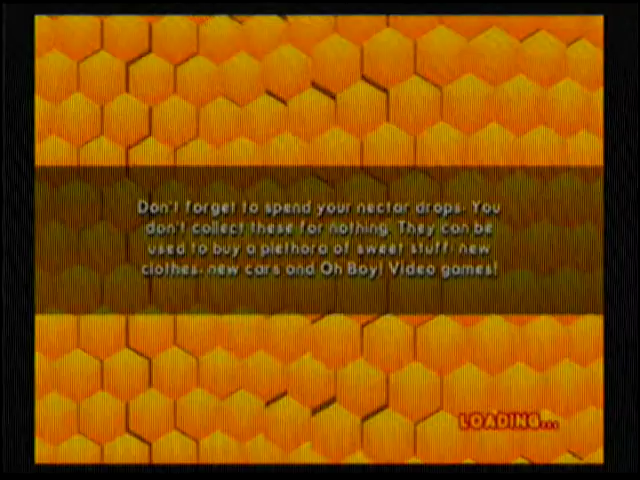 Don't forget to spend your nectar drops. You
don't collect these for nothing. They can be
used to buy a plethora of sweet stuff: new
clothes, new cars and Oh Boy! Video games!
LOADING...